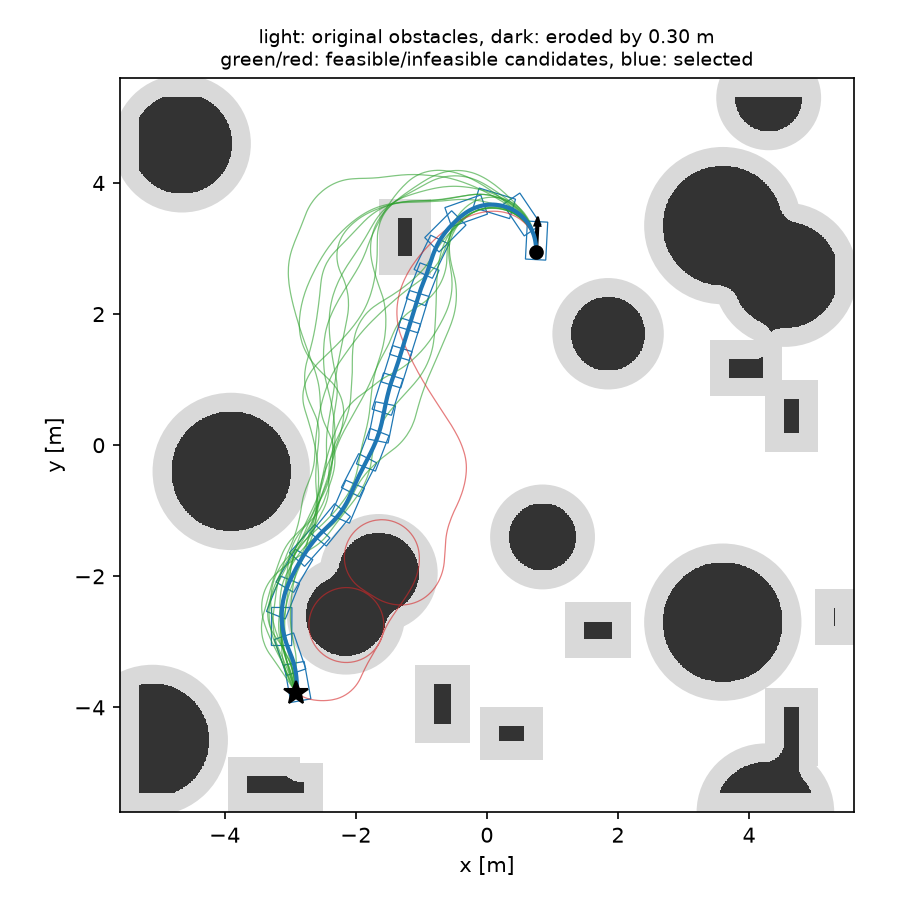 light: original obstacles, dark: eroded by 0.30 m
green/red: feasible/infeasible candidates, blue: selected
4
2
0
−2
−4
y [m]
−4 −2 0 2 4
x [m]